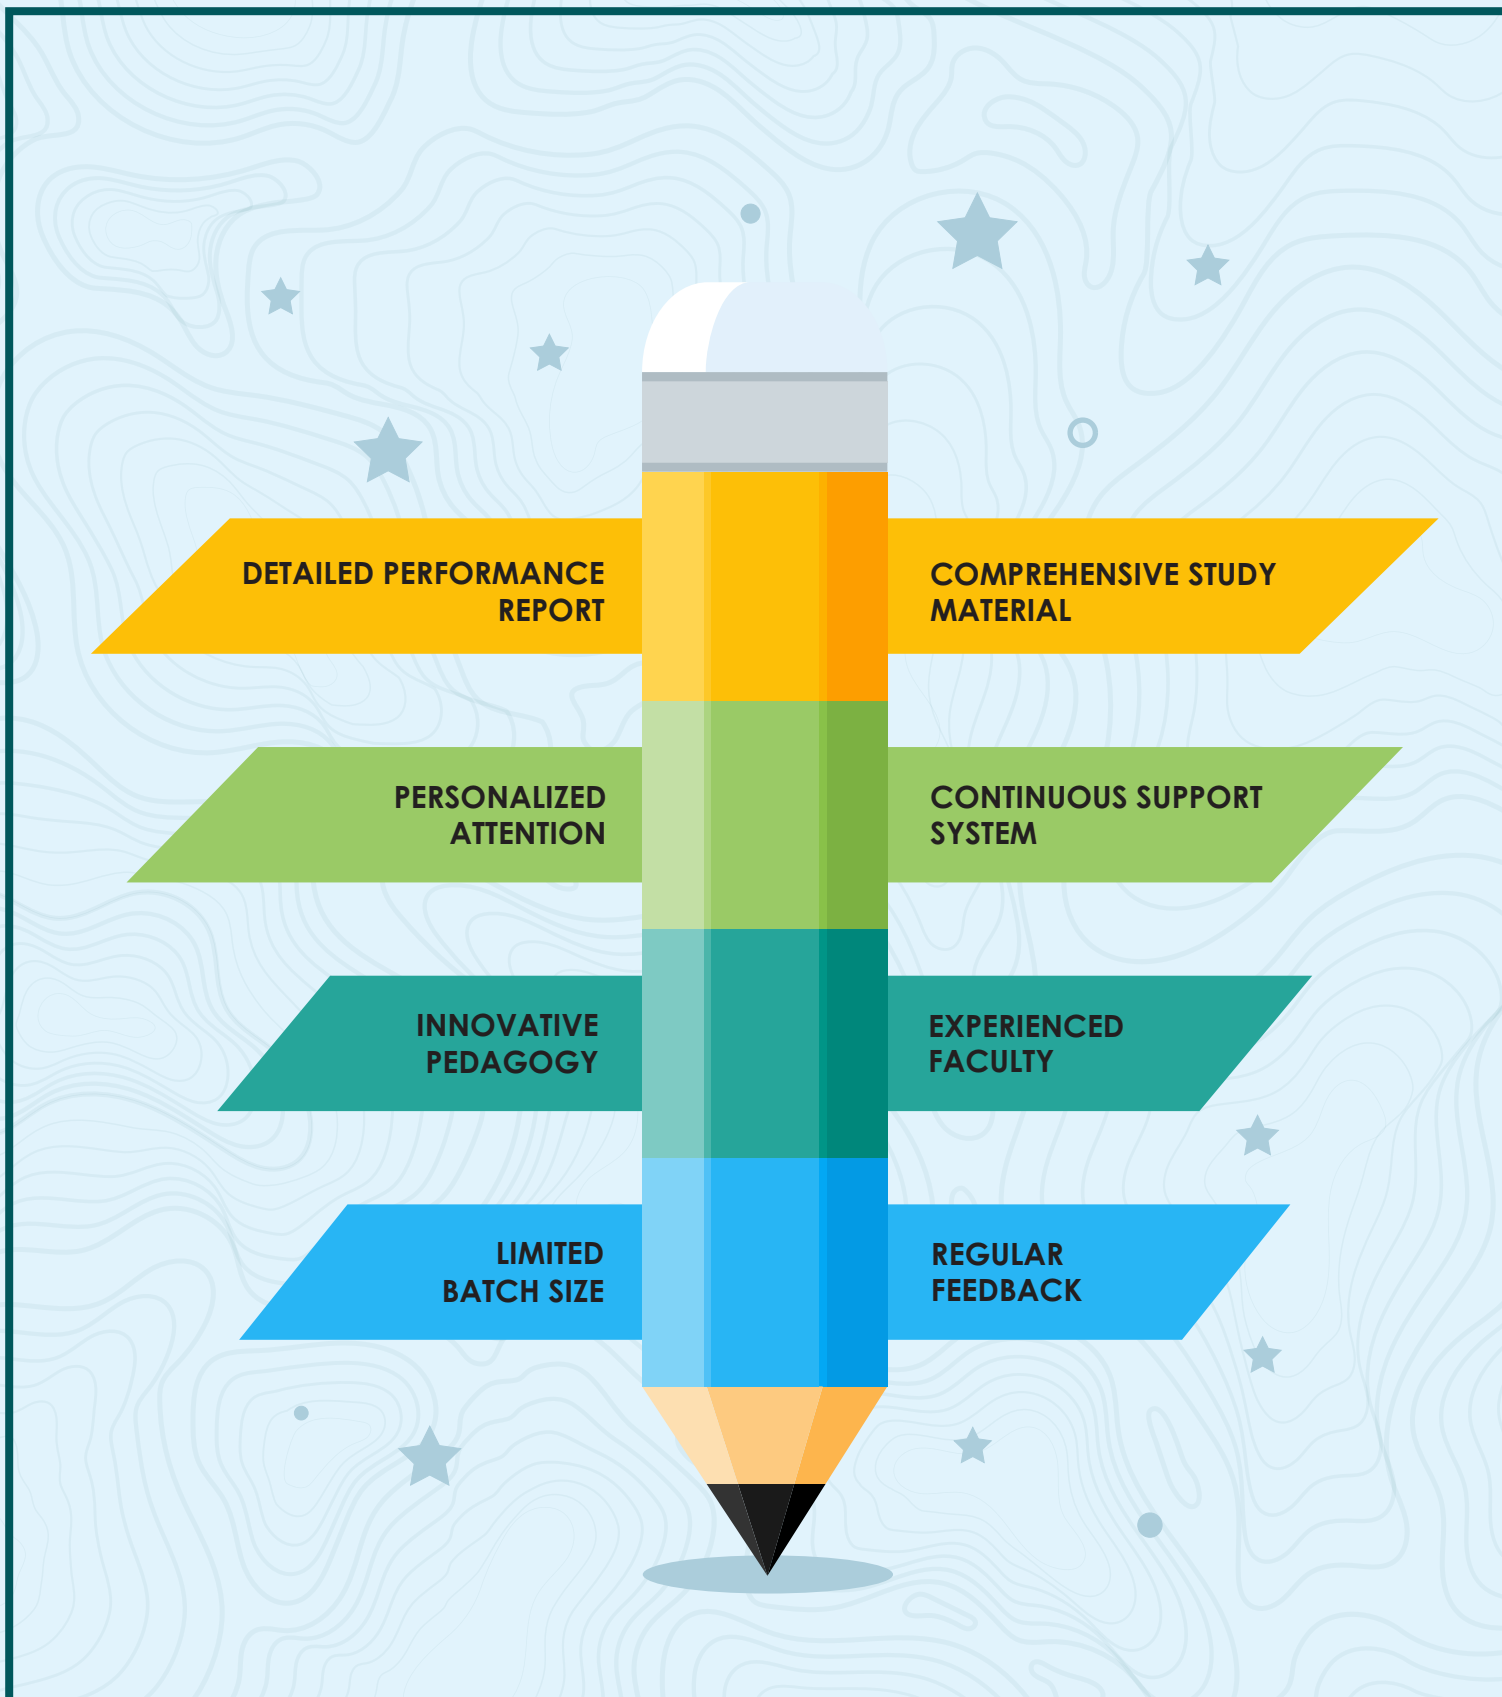 DETAILED PERFORMANCE
REPORT
COMPREHENSIVE STUDY
MATERIAL
PERSONALIZED
ATTENTION
CONTINUOUS SUPPORT
SYSTEM
INNOVATIVE
PEDAGOGY
EXPERIENCED
FACULTY
LIMITED
BATCH SIZE
REGULAR
FEEDBACK